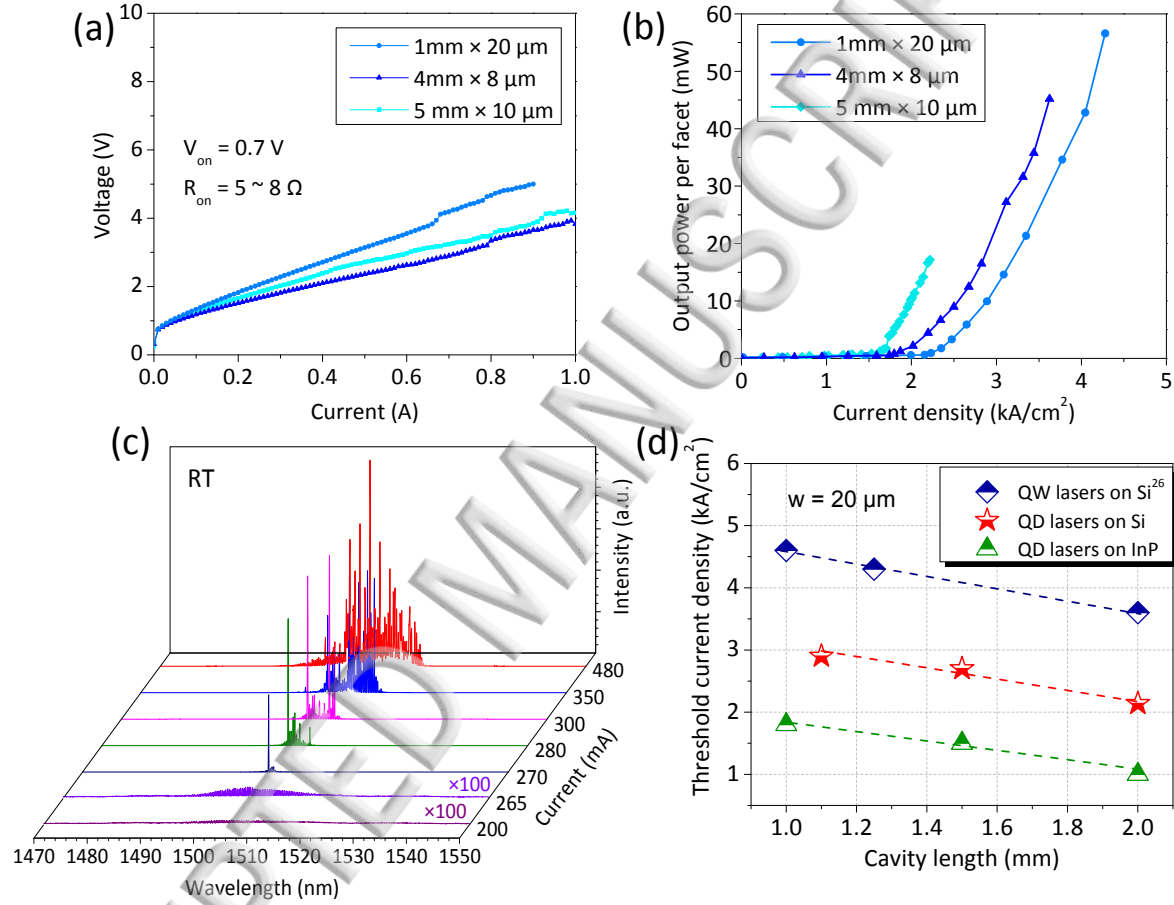 (a)
10
8
6
4
2
0
Voltage (V)
1mm × 20 µm
4mm × 8 µm
5 mm × 10 µm
V_on = 0.7 V
R_on = 5 ~ 8 Ω
0.0 0.2 0.4 0.6 0.8 1.0
Current (A)
(b)
60
50
40
30
20
10
0
Output power per facet (mW)
1mm × 20 µm
4mm × 8 µm
5 mm × 10 µm
0 1 2 3 4 5
Current density (kA/cm²)
(c)
RT
Intensity (a.u.)
480
350
300
280
270
265
200
Current (mA)
×100
×100
1470 1480 1490 1500 1510 1520 1530 1540 1550
Wavelength (nm)
(d)
6
5
4
3
2
1
Threshold current density (kA/cm²)
w = 20 µm
QW lasers on Si²⁶
QD lasers on Si
QD lasers on InP
1.0 1.2 1.4 1.6 1.8 2.0
Cavity length (mm)
PTED MANUSCRI